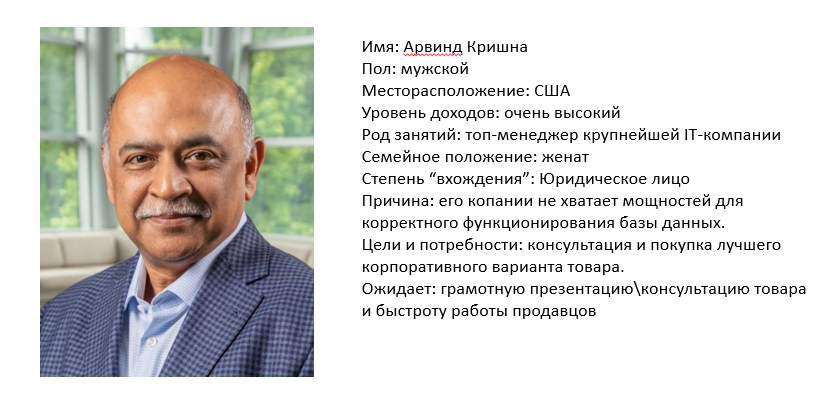 Имя: Арвинд Кришна
Пол: мужской
Месторасположение: США
Уровень доходов: очень высокий
Род занятий: топ-менеджер крупнейшей IT-компании
Семейное положение: женат
Степень “вхождения”: Юридическое лицо
Причина: его копании не хватает мощностей для
корректного функционирования базы данных.
Цели и потребности: консультация и покупка лучшего
корпоративного варианта товара.
Ожидает: грамотную презентацию\консультацию товара
и быстроту работы продавцов